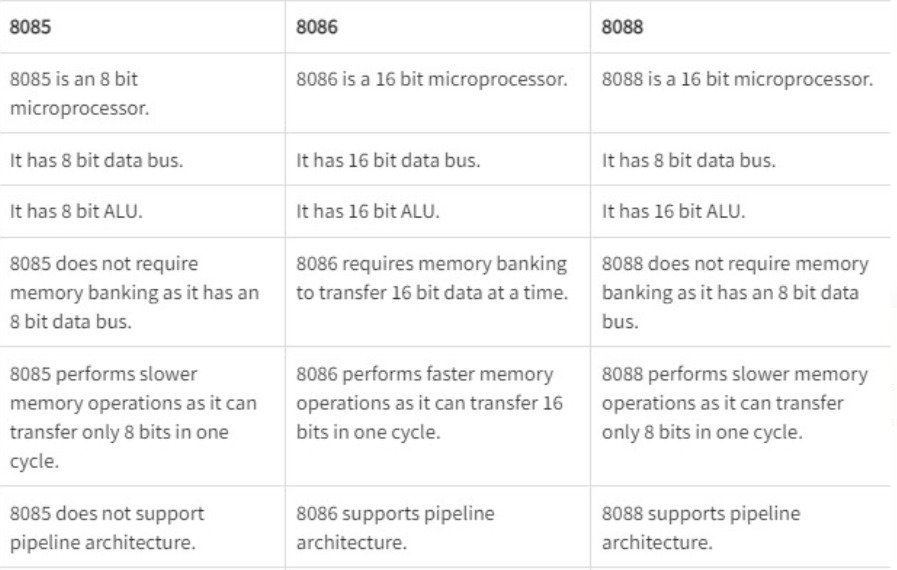 8085
8086
8088
8085 is an 8 bit
microprocessor.
8086 is a 16 bit microprocessor.
8088 is a 16 bit microprocessor.
It has 8 bit data bus.
It has 16 bit data bus.
It has 8 bit data bus.
It has 8 bit ALU.
It has 16 bit ALU.
It has 16 bit ALU.
8085 does not require
memory banking as it has an
8 bit data bus.
8086 requires memory banking
to transfer 16 bit data at a time.
8088 does not require memory
banking as it has an 8 bit data
bus.
8085 performs slower
memory operations as it can
transfer only 8 bits in one
cycle.
8086 performs faster memory
operations as it can transfer 16
bits in one cycle.
8088 performs slower memory
operations as it can transfer
only 8 bits in one cycle.
8085 does not support
pipeline architecture.
8086 supports pipeline
architecture.
8088 supports pipeline
architecture.